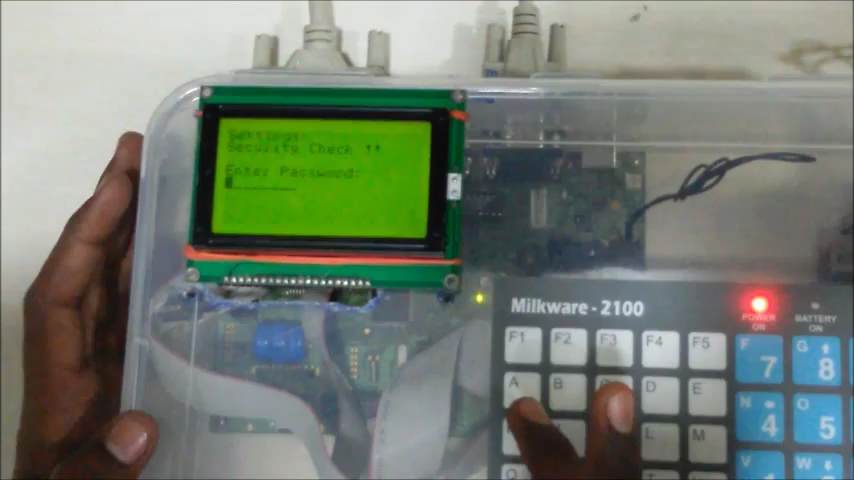 Settings:
Security Check !!
Enter Password:
Milkware - 2100
POWER ON
BATTERY ON
F1 F2 F3 F4 F5
F 7
G 8
A B D E
N 4
O 5
L M
V 1
W